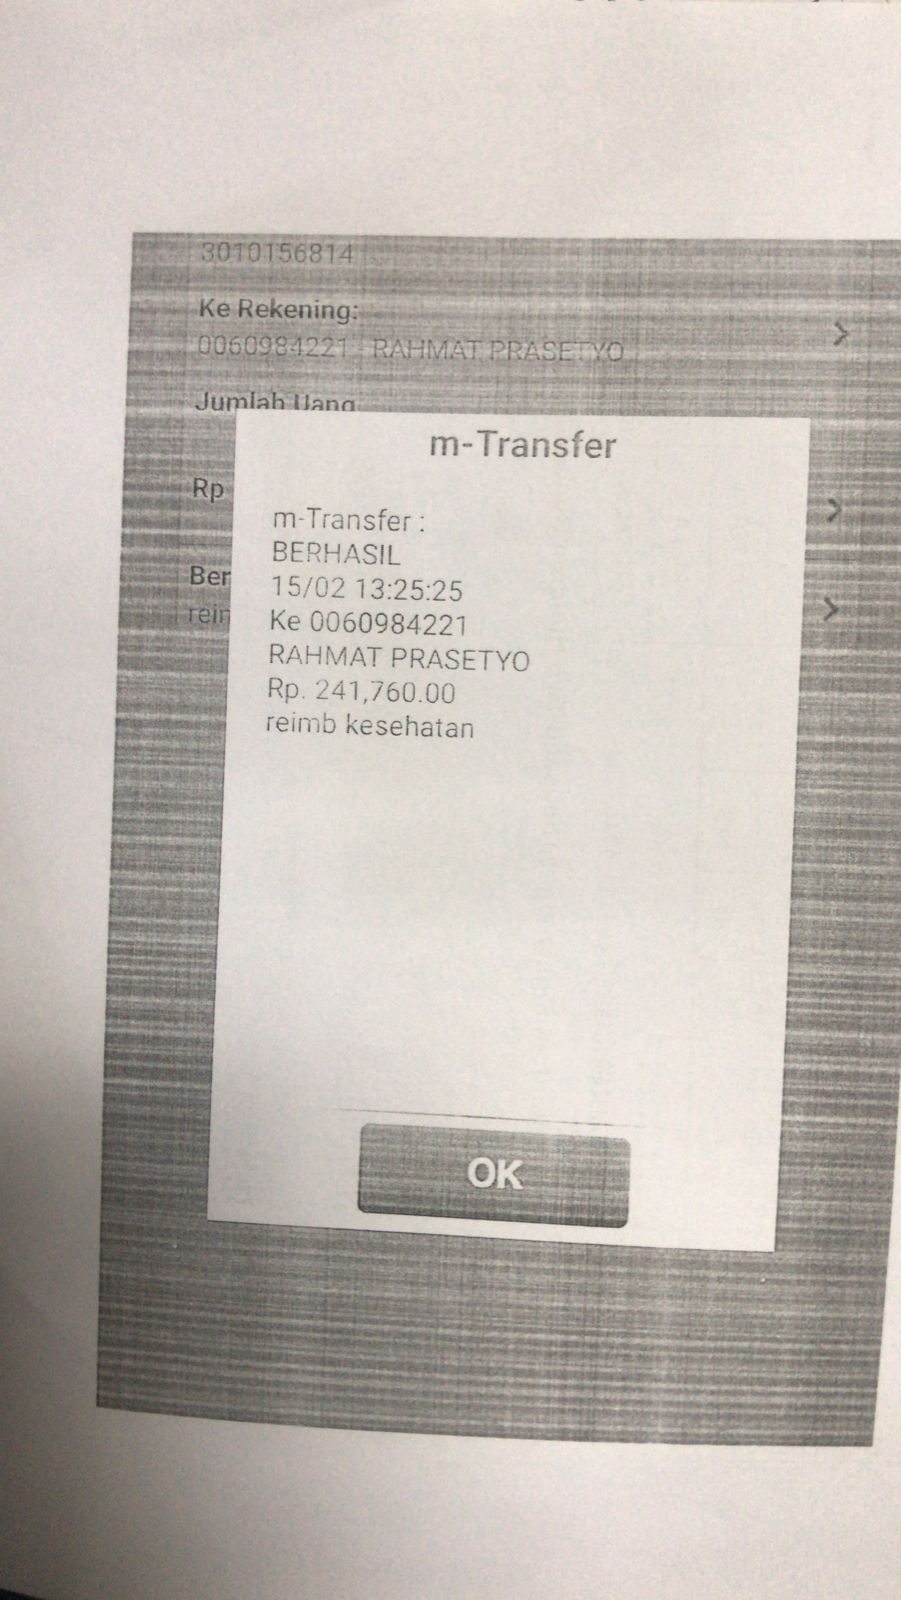 3010156814
Ke Rekening:
0060984221 - RAHMAT PRASETYO
Jumlah Uang
Rp
Ber
reim
m-Transfer
m-Transfer :
BERHASIL
15/02 13:25:25
Ke 0060984221
RAHMAT PRASETYO
Rp. 241,760.00
reimb kesehatan
OK